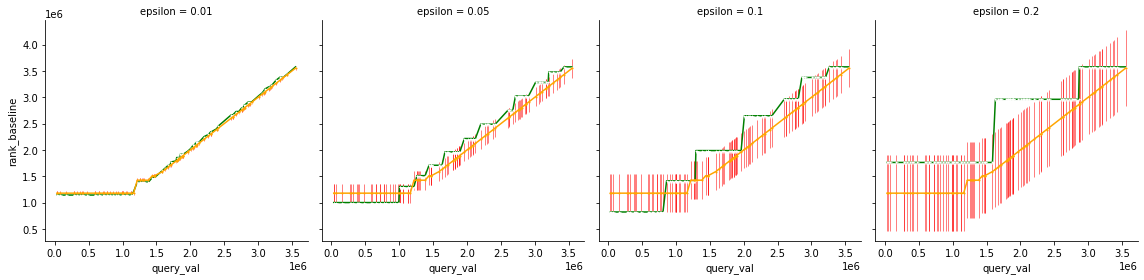 epsilon = 0.01
epsilon = 0.05
epsilon = 0.1
epsilon = 0.2
1e6
4.0
3.5
3.0
2.5
2.0
1.5
1.0
0.5
rank_baseline
0.0 0.5 1.0 1.5 2.0 2.5 3.0 3.5
query_val 1e6
0.0 0.5 1.0 1.5 2.0 2.5 3.0 3.5
query_val 1e6
0.0 0.5 1.0 1.5 2.0 2.5 3.0 3.5
query_val 1e6
0.0 0.5 1.0 1.5 2.0 2.5 3.0 3.5
query_val 1e6